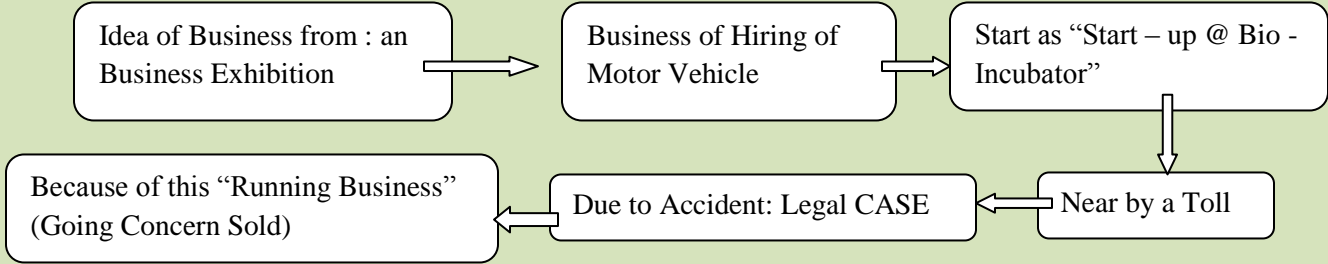 Idea of Business from : an
Business Exhibition
Business of Hiring of
Motor Vehicle
Start as “Start – up @ Bio -
Incubator”
Near by a Toll
Due to Accident: Legal CASE
Because of this “Running Business”
(Going Concern Sold)